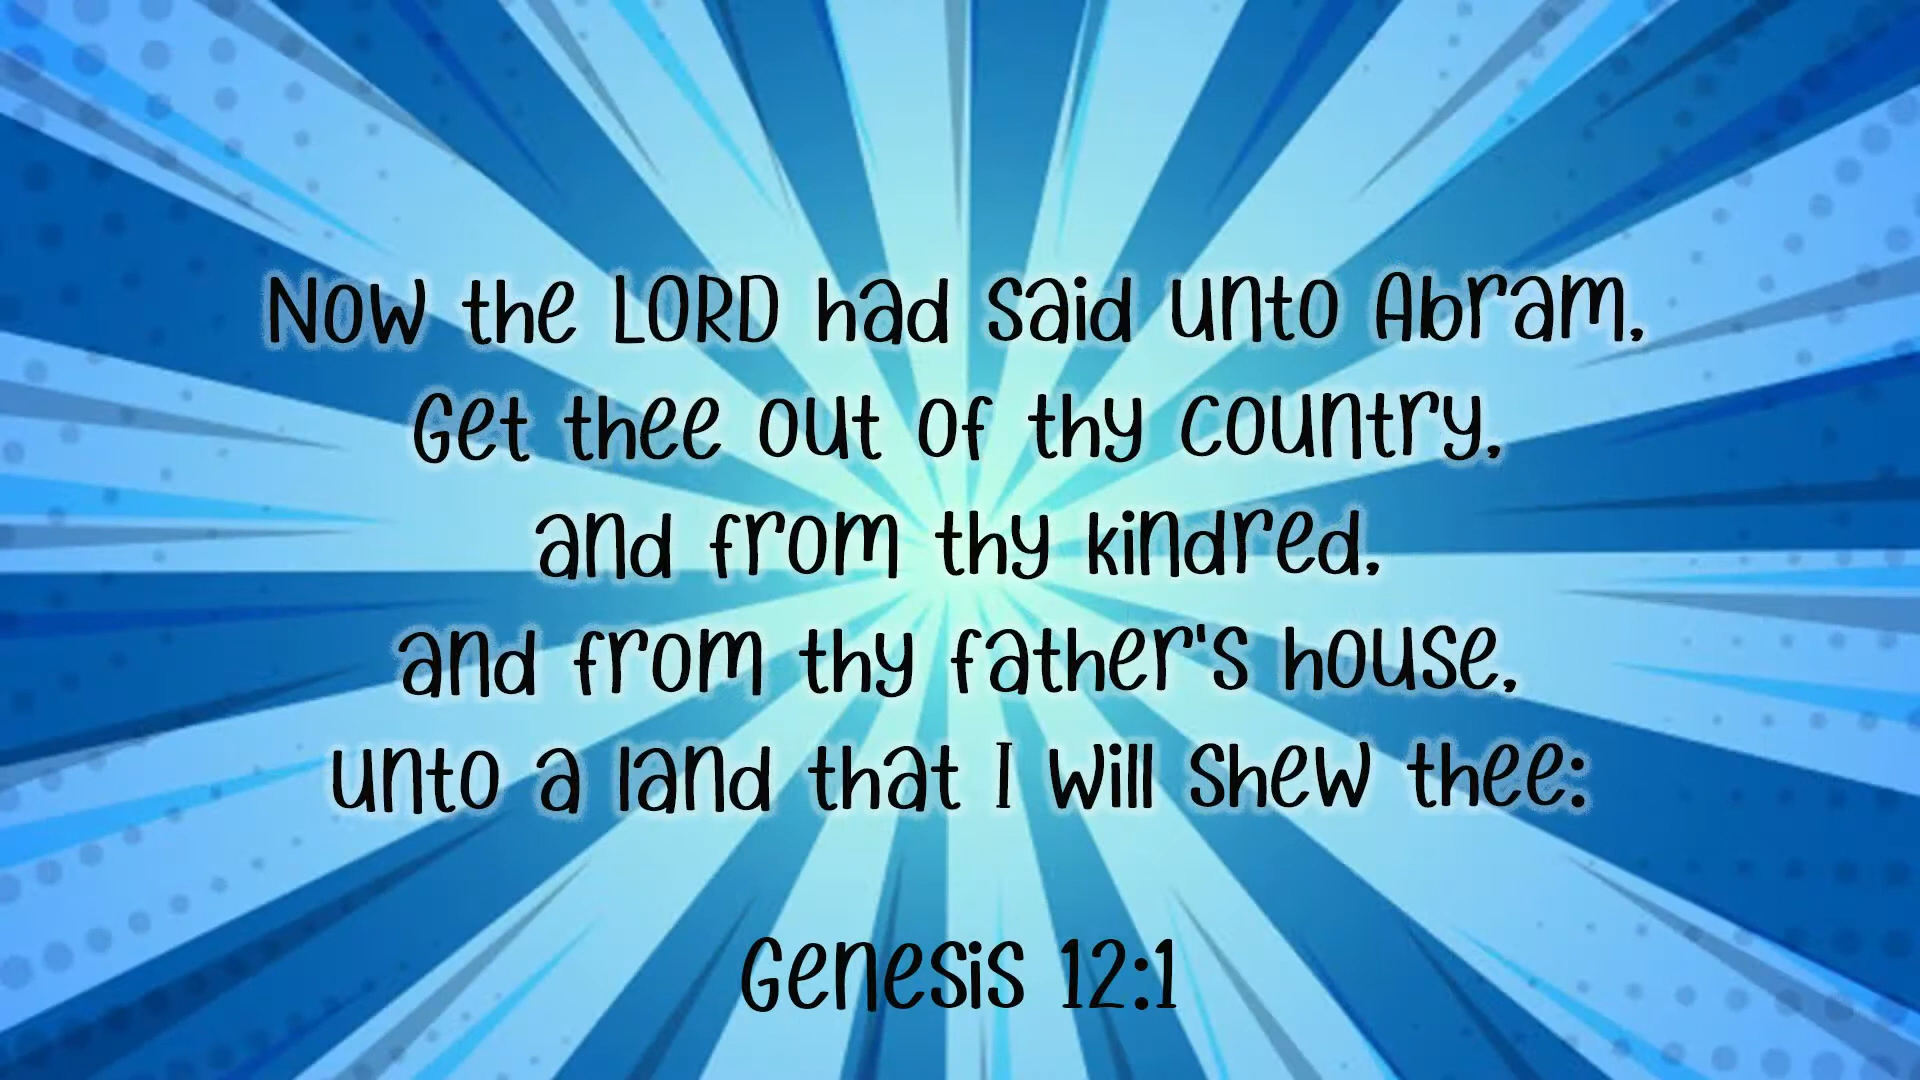 Now the LORD had said unto Abram,
Get thee out of thy country,
and from thy kindred,
and from thy father's house,
unto a land that I will shew thee:
Genesis 12:1